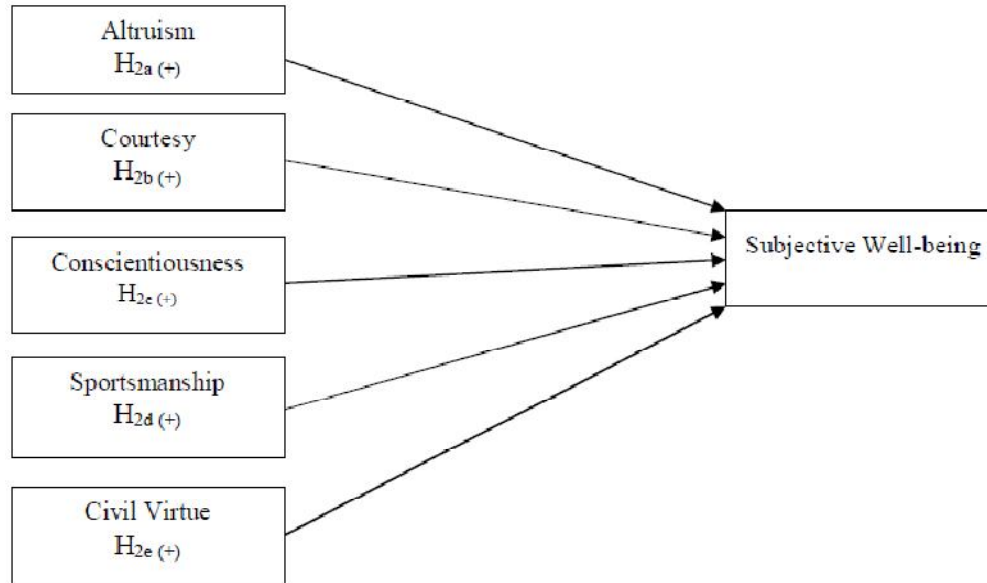 Altruism
H2a (+)
Courtesy
H2b (+)
Conscientiousness
H2c (+)
Sportsmanship
H2d (+)
Civil Virtue
H2e (+)
Subjective Well-being